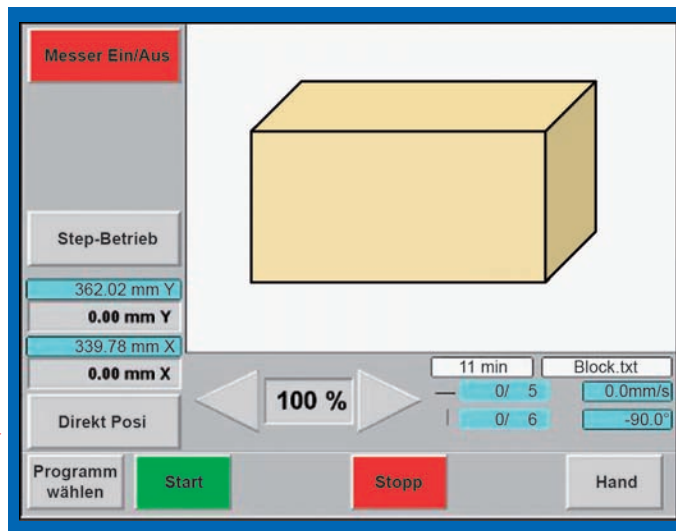 Messer Ein/Aus
Step-Betrieb
362.02 mm Y
0.00 mm Y
339.78 mm X
0.00 mm X
Direkt Posi
100 %
11 min Block.txt
0/ 5 0.0mm/s
0/ 6 -90.0°
Programm
wählen
Start
Stopp
Hand